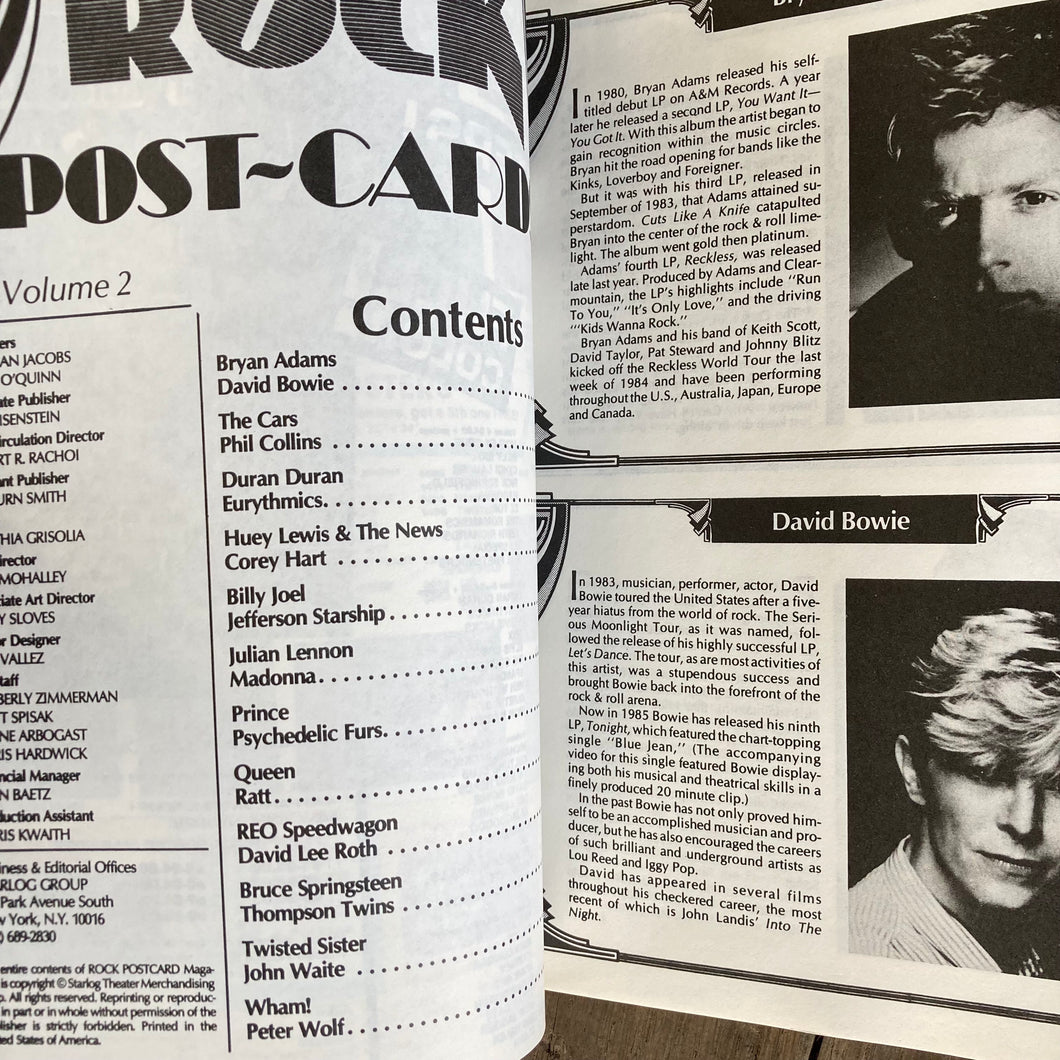 ROCK
POST~CARD
Volume 2
AN JACOBS
O'QUINN
Publisher
ISENSTEIN
Circulation Director
RT R. RACHOI
Publisher
URN SMITH
THIA GRISOLIA
MOHALLEY
Art Director
Y SLOVES
Designer
VALLEZ
BERLY ZIMMERMAN
T SPISAK
NE ARBOGAST
RIS HARDWICK
Manager
N BAETZ
Assistant
RIS KWAITH
& Editorial Offices
GROUP
Park Avenue South
York, N.Y. 10016
689-2830
entire contents of ROCK POSTCARD Maga-
is copyright © Starlog Theater Merchandising
All rights reserved. Reprinting or reproduc-
in part or in whole without permission of the
is strictly forbidden. Printed in the
States of America.
Contents
Bryan Adams
David Bowie
The Cars
Phil Collins
Duran Duran
Eurythmics.
Huey Lewis & The News
Corey Hart
Billy Joel
Jefferson Starship
Julian Lennon
Madonna
Prince
Psychedelic Furs.
Queen
Ratt
REO Speedwagon
David Lee Roth
Bruce Springsteen
Thompson Twins
Twisted Sister
John Waite
Wham!
Peter Wolf
In 1980, Bryan Adams released his self-
titled debut LP on A&M Records. A year
later he released a second LP, You Want It—
You Got It. With this album the artist began to
gain recognition within the music circles.
Bryan hit the road opening for bands like the
Kinks, Loverboy and Foreigner.
But it was with his third LP, released in
September of 1983, that Adams attained su-
perstardom. Cuts Like A Knife catapulted
Bryan into the center of the rock & roll lime-
light. The album went gold then platinum.
Adams' fourth LP, Reckless, was released
late last year. Produced by Adams and Clear-
mountain, the LP's highlights include "Run
To You," "It's Only Love," and the driving
"'Kids Wanna Rock."
Bryan Adams and his band of Keith Scott,
David Taylor, Pat Steward and Johnny Blitz
kicked off the Reckless World Tour the last
week of 1984 and have been performing
throughout the U.S., Australia, Japan, Europe
and Canada.
David Bowie
In 1983, musician, performer, actor, David
Bowie toured the United States after a five-
year hiatus from the world of rock. The Seri-
ous Moonlight Tour, as it was named, fol-
lowed the release of his highly successful LP,
Let's Dance. The tour, as are most activities of
this artist, was a stupendous success and
brought Bowie back into the forefront of the
rock & roll arena.
Now in 1985 Bowie has released his ninth
LP, Tonight, which featured the chart-topping
single "Blue Jean," (The accompanying
video for this single featured Bowie display-
ing both his musical and theatrical skills in a
finely produced 20 minute clip.)
In the past Bowie has not only proved him-
self to be an accomplished musician and pro-
ducer, but he has also encouraged the careers
of such brilliant and underground artists as
Lou Reed and Iggy Pop.
David has appeared in several films
throughout his checkered career, the most
recent of which is John Landis' Into The
Night.